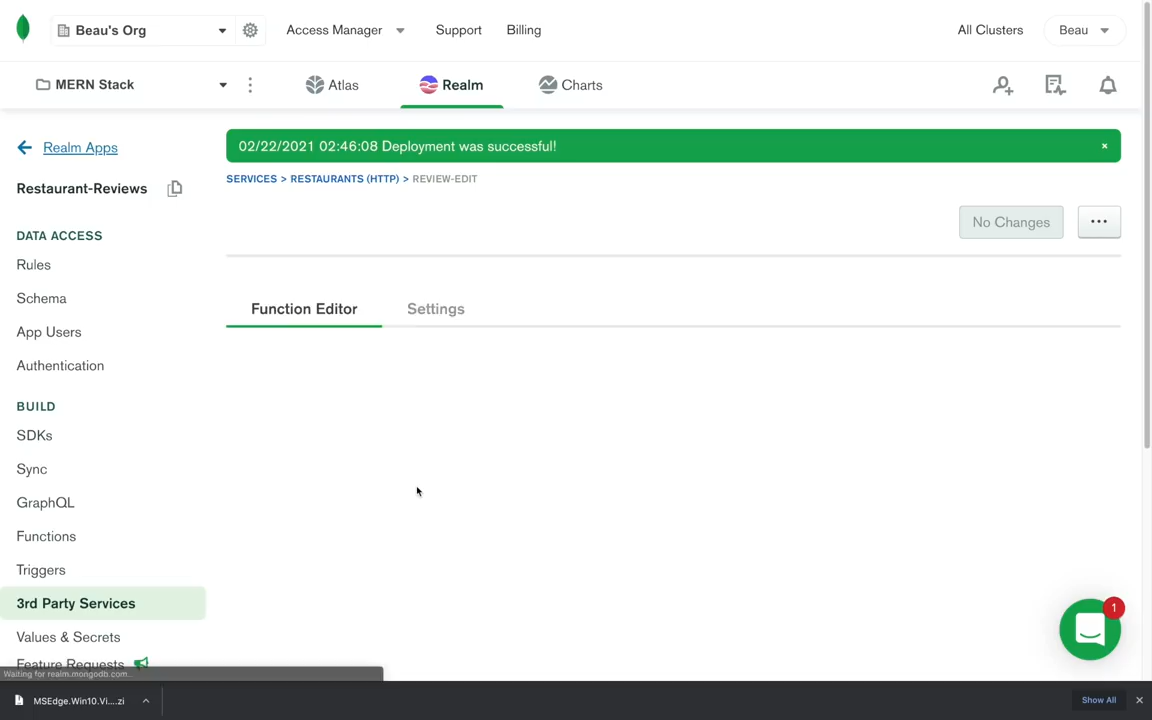 Beau's Org
Access Manager
Support
Billing
All Clusters
Beau
MERN Stack
Atlas
Realm
Charts
Realm Apps
02/22/2021 02:46:08 Deployment was successful!
×
SERVICES > RESTAURANTS (HTTP) > REVIEW-EDIT
Restaurant-Reviews
No Changes
...
DATA ACCESS
Rules
Schema
App Users
Authentication
Function Editor
Settings
BUILD
SDKs
Sync
GraphQL
Functions
Triggers
3rd Party Services
Values & Secrets
Feature Requests
1
Waiting for realm.mongodb.com...
MSEdge.Win10.Vi....zi
Show All